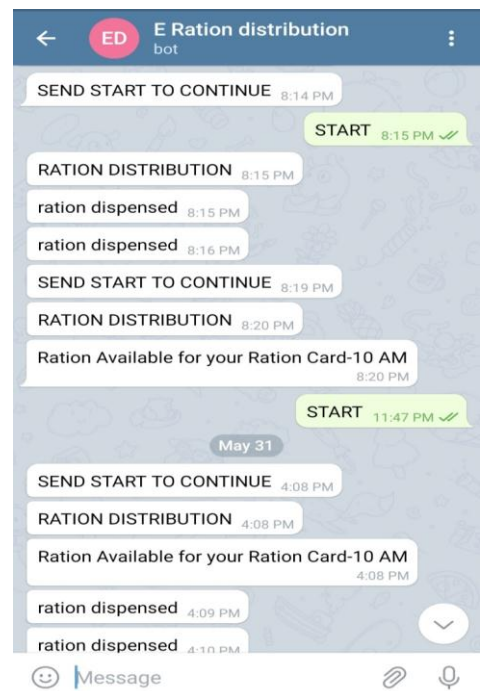 ED
E Ration distribution
bot
SEND START TO CONTINUE 8:14 PM
START 8:15 PM
RATION DISTRIBUTION 8:15 PM
ration dispensed 8:15 PM
ration dispensed 8:16 PM
SEND START TO CONTINUE 8:19 PM
RATION DISTRIBUTION 8:20 PM
Ration Available for your Ration Card-10 AM
8:20 PM
START 11:47 PM
May 31
SEND START TO CONTINUE 4:08 PM
RATION DISTRIBUTION 4:08 PM
Ration Available for your Ration Card-10 AM
4:08 PM
ration dispensed 4:09 PM
ration dispensed 4:10 PM
Message